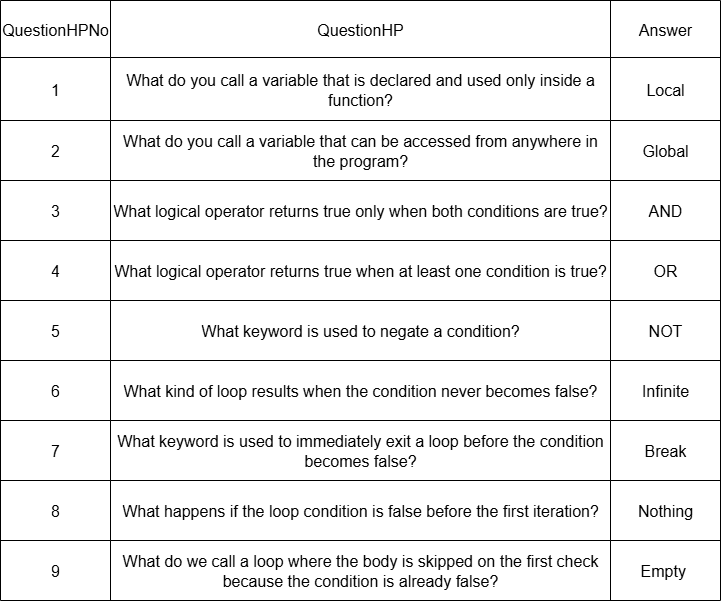 QuestionHPNo QuestionHP Answer
1 What do you call a variable that is declared and used only inside a
function? Local
2 What do you call a variable that can be accessed from anywhere in
the program? Global
3 What logical operator returns true only when both conditions are true? AND
4 What logical operator returns true when at least one condition is true? OR
5 What keyword is used to negate a condition? NOT
6 What kind of loop results when the condition never becomes false? Infinite
7 What keyword is used to immediately exit a loop before the condition
becomes false? Break
8 What happens if the loop condition is false before the first iteration? Nothing
9 What do we call a loop where the body is skipped on the first check
because the condition is already false? Empty